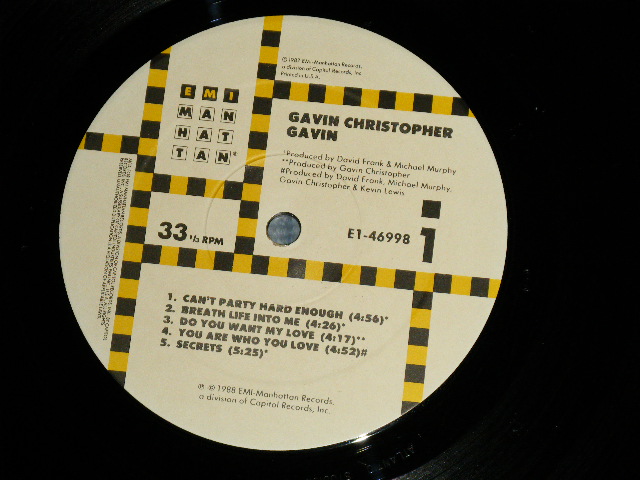 © 1987 EMI-Manhattan Records,
a division of Capitol Records, Inc.
Printed in U.S.A.
EMI
MAN
HAT
TAN*
GAVIN CHRISTOPHER
GAVIN
*Produced by David Frank & Michael Murphy
**Produced by Gavin Christopher
#Produced by David Frank, Michael Murphy,
Gavin Christopher & Kevin Lewis
33 1/3 RPM
E1-46998
1
1. CAN'T PARTY HARD ENOUGH (4:56)*
2. BREATH LIFE INTO ME (4:26)*
3. DO YOU WANT MY LOVE (4:17)**
4. YOU ARE WHO YOU LOVE (4:52)#
5. SECRETS (5:25)*
℗ © 1988 EMI-Manhattan Records,
a division of Capitol Records, Inc.